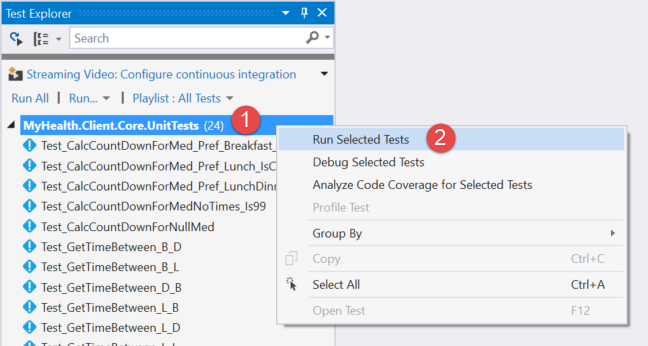 Test Explorer
Search
Streaming Video: Configure continuous integration
Run All | Run... Playlist : All Tests
MyHealth.Client.Core.UnitTests (24) 1
Test_CalcCountDownForMed_Pref_Breakfast_
Test_CalcCountDownForMed_Pref_Lunch_IsC
Test_CalcCountDownForMed_Pref_LunchDin
Test_CalcCountDownForMedNoTimes_Is99
Test_CalcCountDownForNullMed
Test_GetTimeBetween_B_D
Test_GetTimeBetween_B_L
Test_GetTimeBetween_D_B
Test_GetTimeBetween_L_B
Test_GetTimeBetween_L_D
Run Selected Tests 2
Debug Selected Tests
Analyze Code Coverage for Selected Tests
Profile Test
Group By
Copy Ctrl+C
Select All Ctrl+A
Open Test F12